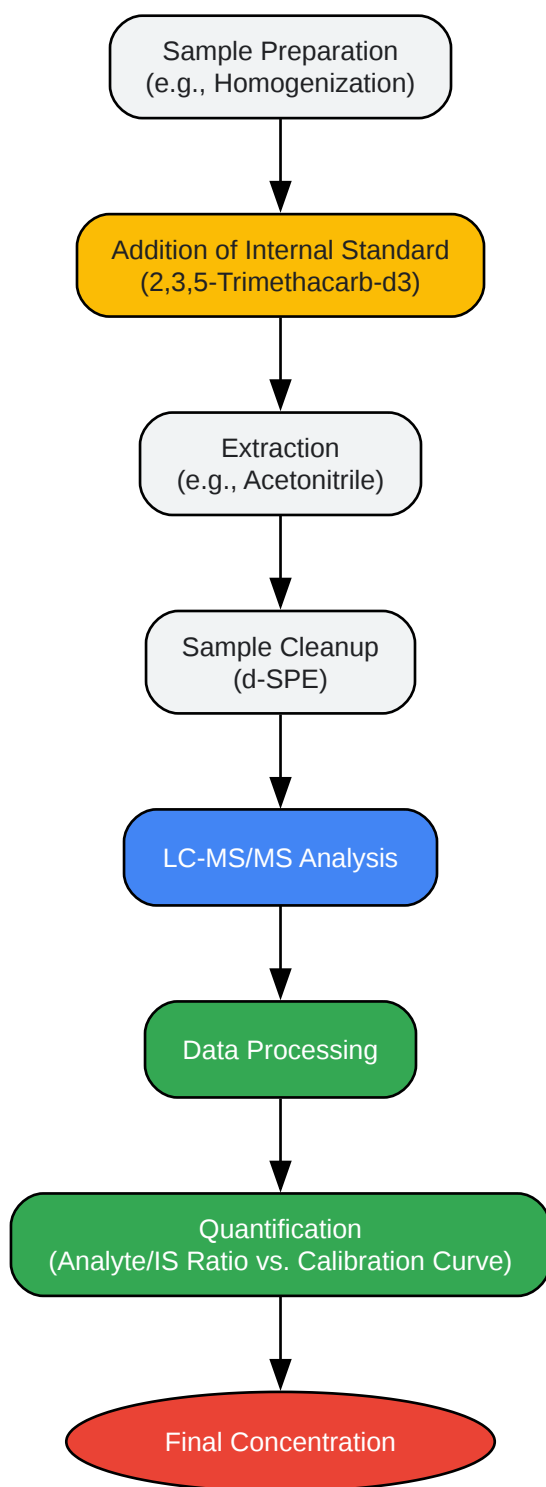 Sample Preparation
(e.g., Homogenization)
Addition of Internal Standard
(2,3,5-Trimethacarb-d3)
Extraction
(e.g., Acetonitrile)
Sample Cleanup
(d-SPE)
LC-MS/MS Analysis
Data Processing
Quantification
(Analyte/IS Ratio vs. Calibration Curve)
Final Concentration